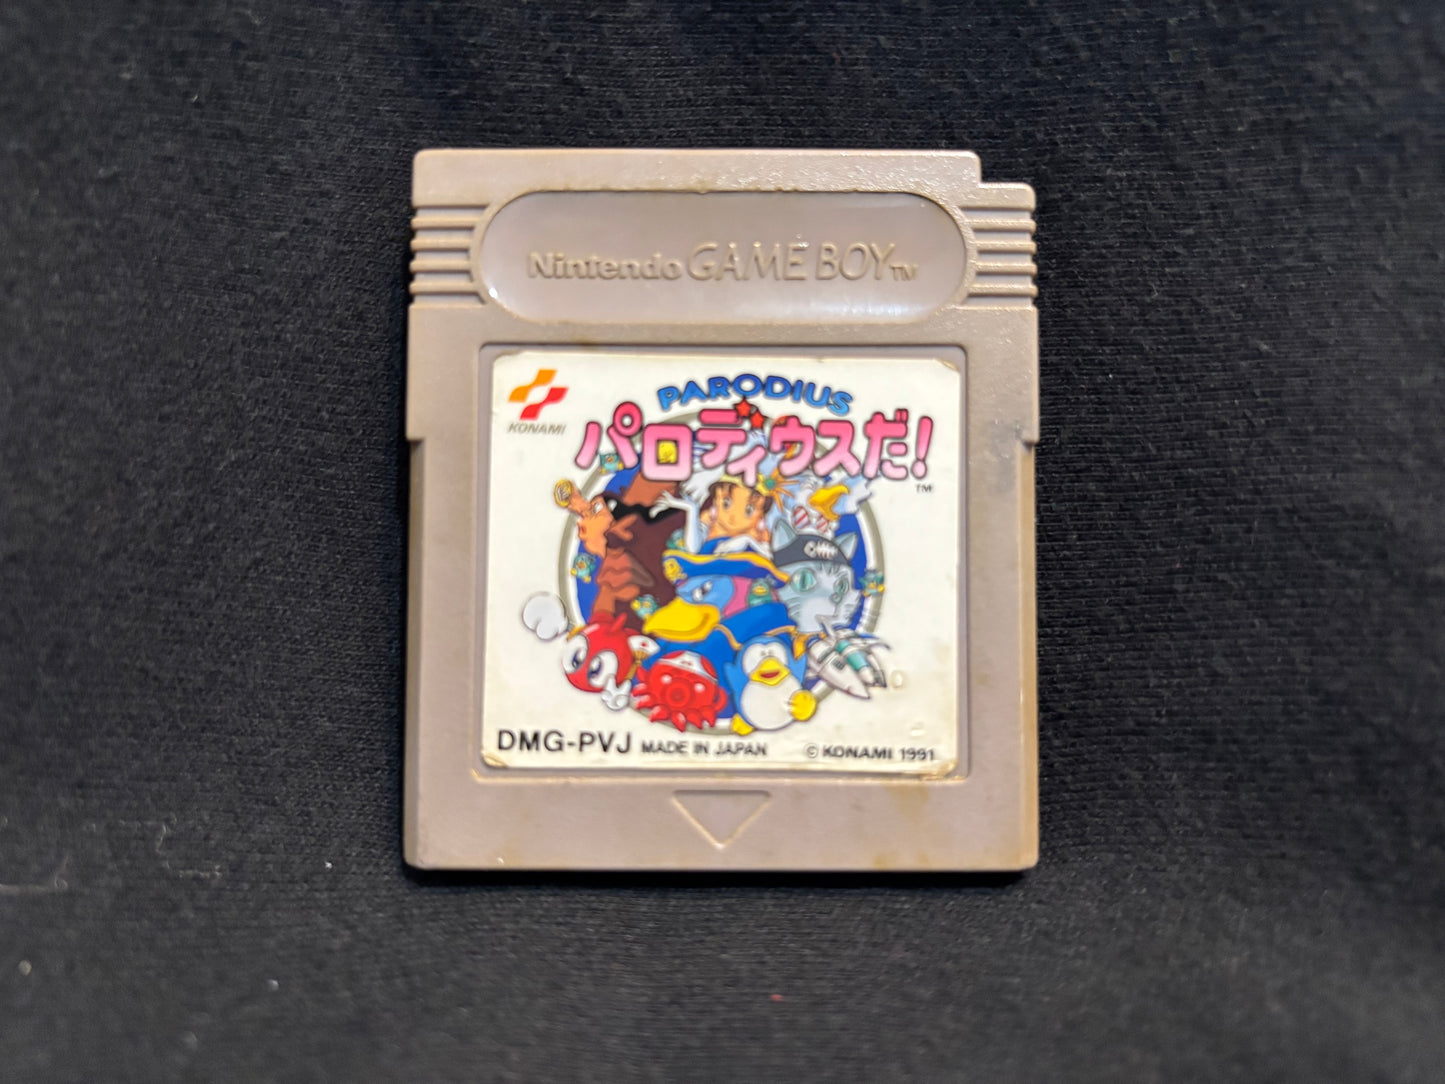 Nintendo GAME BOY TM
KONAMI
PARODIUS
パロディウスだ!
TM
DMG-PVJ MADE IN JAPAN © KONAMI 1991